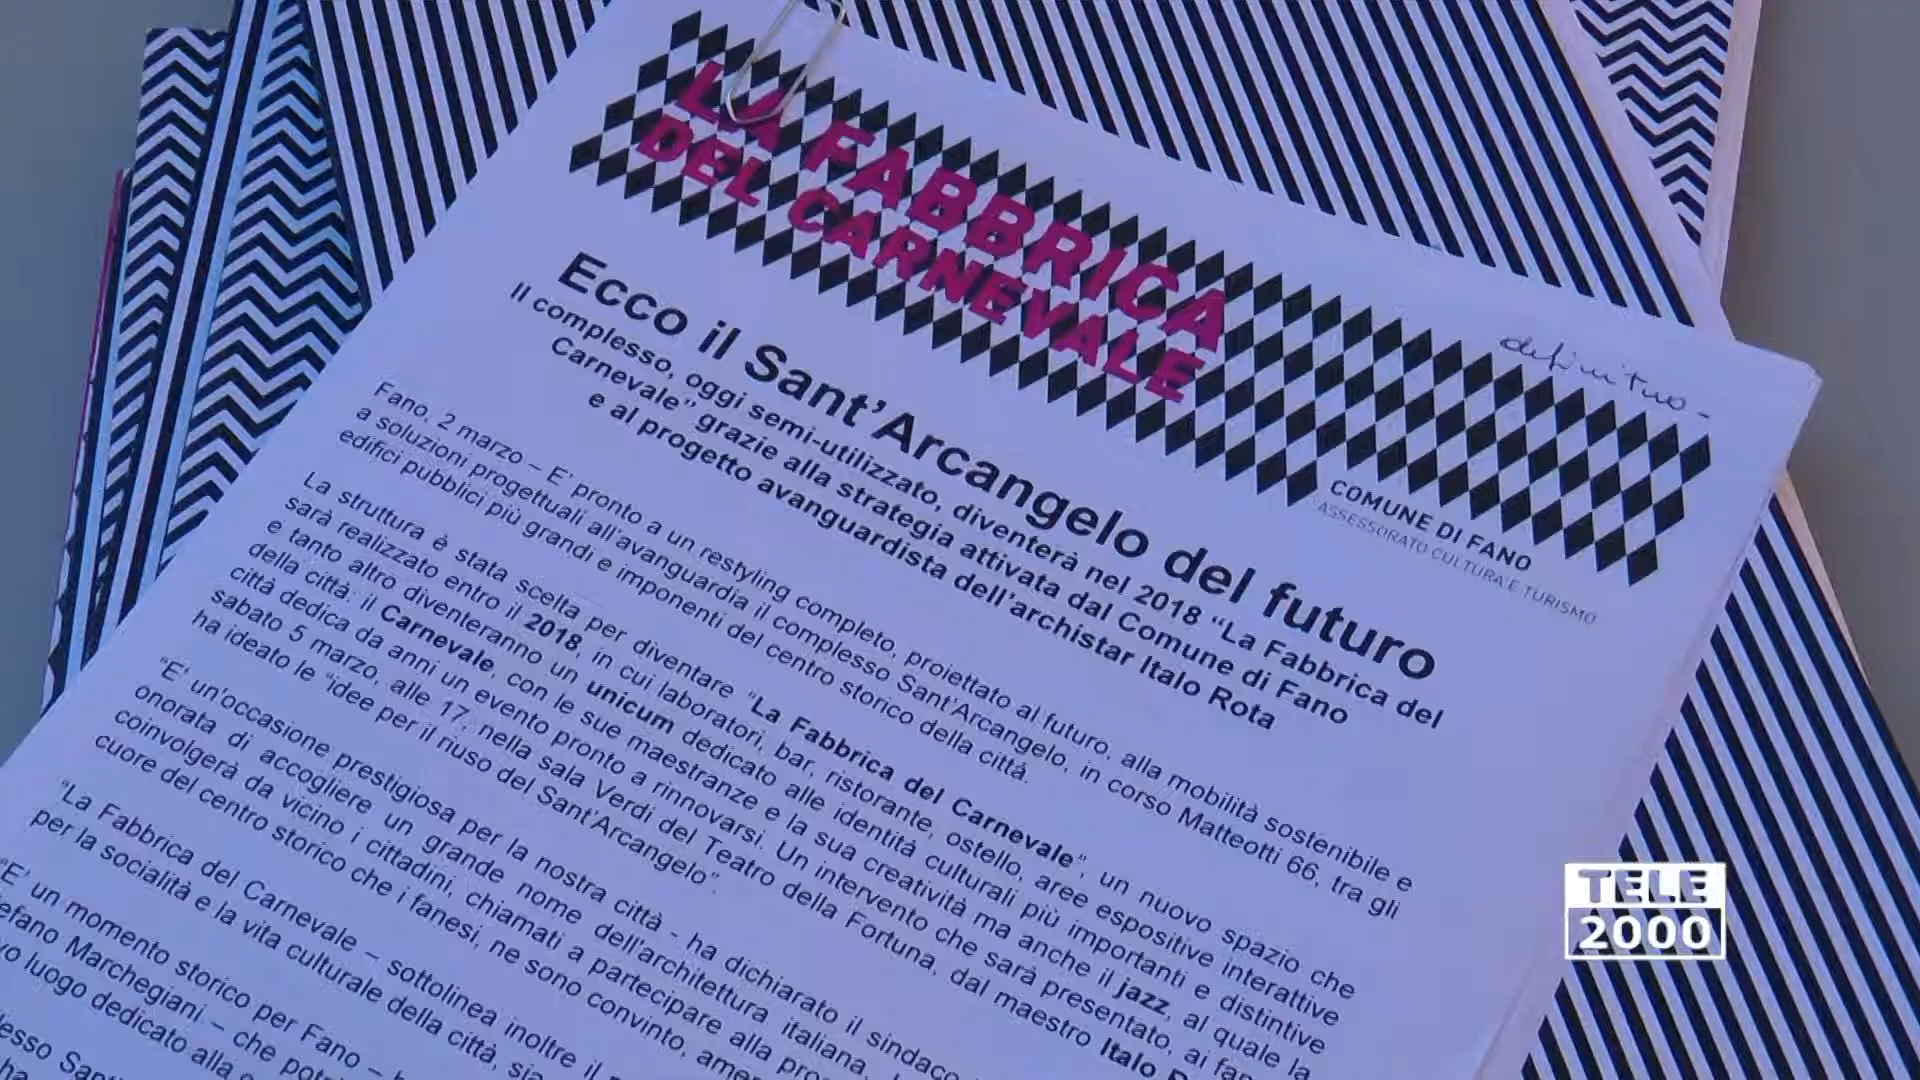 LA FABBRICA
DEL CARNEVALE
definitivo -
COMUNE DI FANO
ASSESSORATO CULTURA E TURISMO
Ecco il Sant'Arcangelo del futuro
Il complesso, oggi semi-utilizzato, diventerà nel 2018 "La Fabbrica del
Carnevale" grazie alla strategia attivata dal Comune di Fano
e al progetto avanguardista dell'archistar Italo Rota
Fano, 2 marzo – E' pronto a un restyling completo, proiettato al futuro, alla mobilità sostenibile e
a soluzioni progettuali all'avanguardia il complesso Sant'Arcangelo, in corso Matteotti 66, tra gli
edifici pubblici più grandi e imponenti del centro storico della città.
La struttura è stata scelta per diventare "La Fabbrica del Carnevale", un nuovo spazio che
sarà realizzato entro il 2018, in cui laboratori, bar, ristorante, ostello, aree espositive interattive
e tanto altro diventeranno un unicum dedicato alle identità culturali più importanti e distintive
della città: il Carnevale, con le sue maestranze e la sua creatività ma anche il jazz, al quale la
città dedica da anni un evento pronto a rinnovarsi. Un intervento che sarà presentato, ai
sabato 5 marzo, alle 17, nella sala Verdi del Teatro della Fortuna, dal maestro Italo
ha ideato le "idee per il riuso del Sant'Arcangelo".
"E' un'occasione prestigiosa per la nostra città - ha dichiarato il sindaco
onorata di accogliere un grande nome dell'architettura italiana,
coinvolgerà da vicino i cittadini, chiamati a partecipare alla
cuore del centro storico che i fanesi, ne sono convinto,
"La Fabbrica del Carnevale – sottolinea inoltre il
per la socialità e la vita culturale della città,
"E' un momento storico per Fano –
Marchegiani – che
luogo dedicato alla
TELE
2000